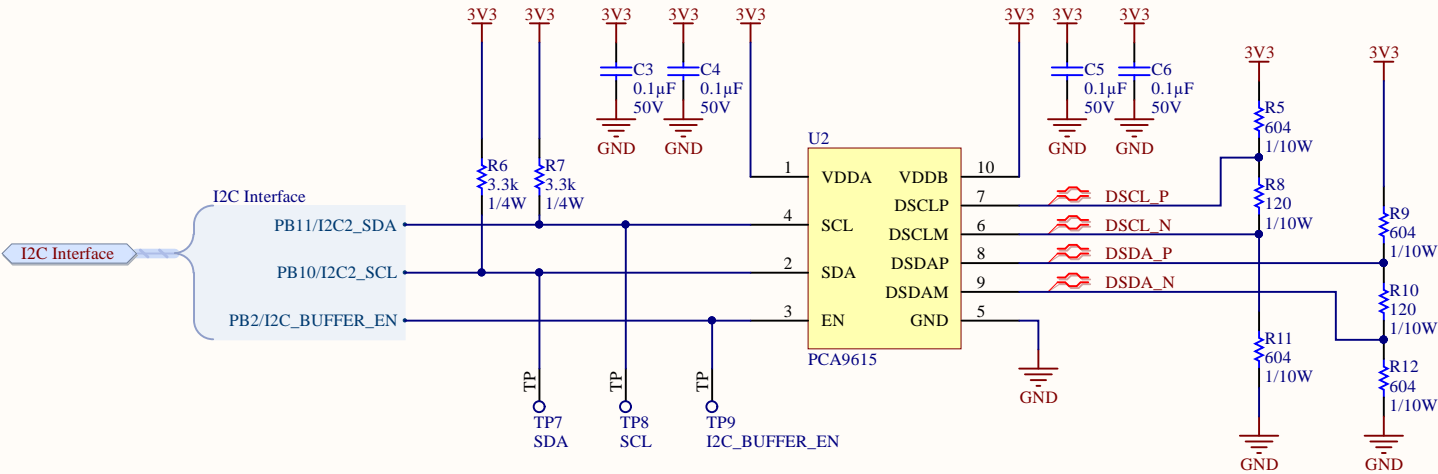 3V3
3V3
3V3
3V3
3V3
3V3
3V3
3V3
3V3
3V3
C3
0.1µF
50V
GND
C4
0.1µF
50V
GND
C5
0.1µF
50V
GND
C6
0.1µF
50V
GND
R5
604
1/10W
R6
3.3k
1/4W
R7
3.3k
1/4W
U2
1
VDDA
4
SCL
2
SDA
3
EN
VDDB
10
DSCLP
7
DSCLM
6
DSDAP
8
DSDAM
9
GND
5
PCA9615
GND
DSCL_P
DSCL_N
DSDA_P
DSDA_N
R8
120
1/10W
R9
604
1/10W
R10
120
1/10W
R11
604
1/10W
R12
604
1/10W
GND
GND
I2C Interface
I2C Interface
PB11/I2C2_SDA
PB10/I2C2_SCL
PB2/I2C_BUFFER_EN
TP
TP7
SDA
TP
TP8
SCL
TP
TP9
I2C_BUFFER_EN